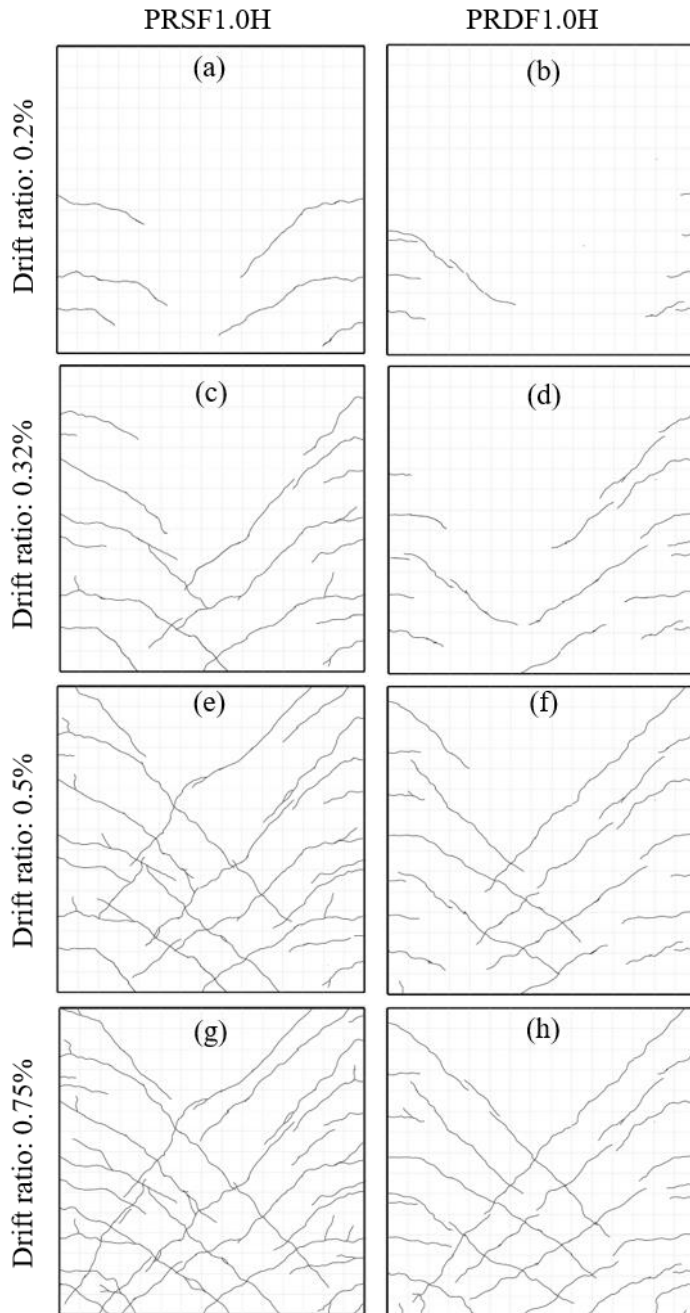 PRSF1.0H PRDF1.0H
Drift ratio: 0.2%
(a) (b)
Drift ratio: 0.32%
(c) (d)
Drift ratio: 0.5%
(e) (f)
Drift ratio: 0.75%
(g) (h)